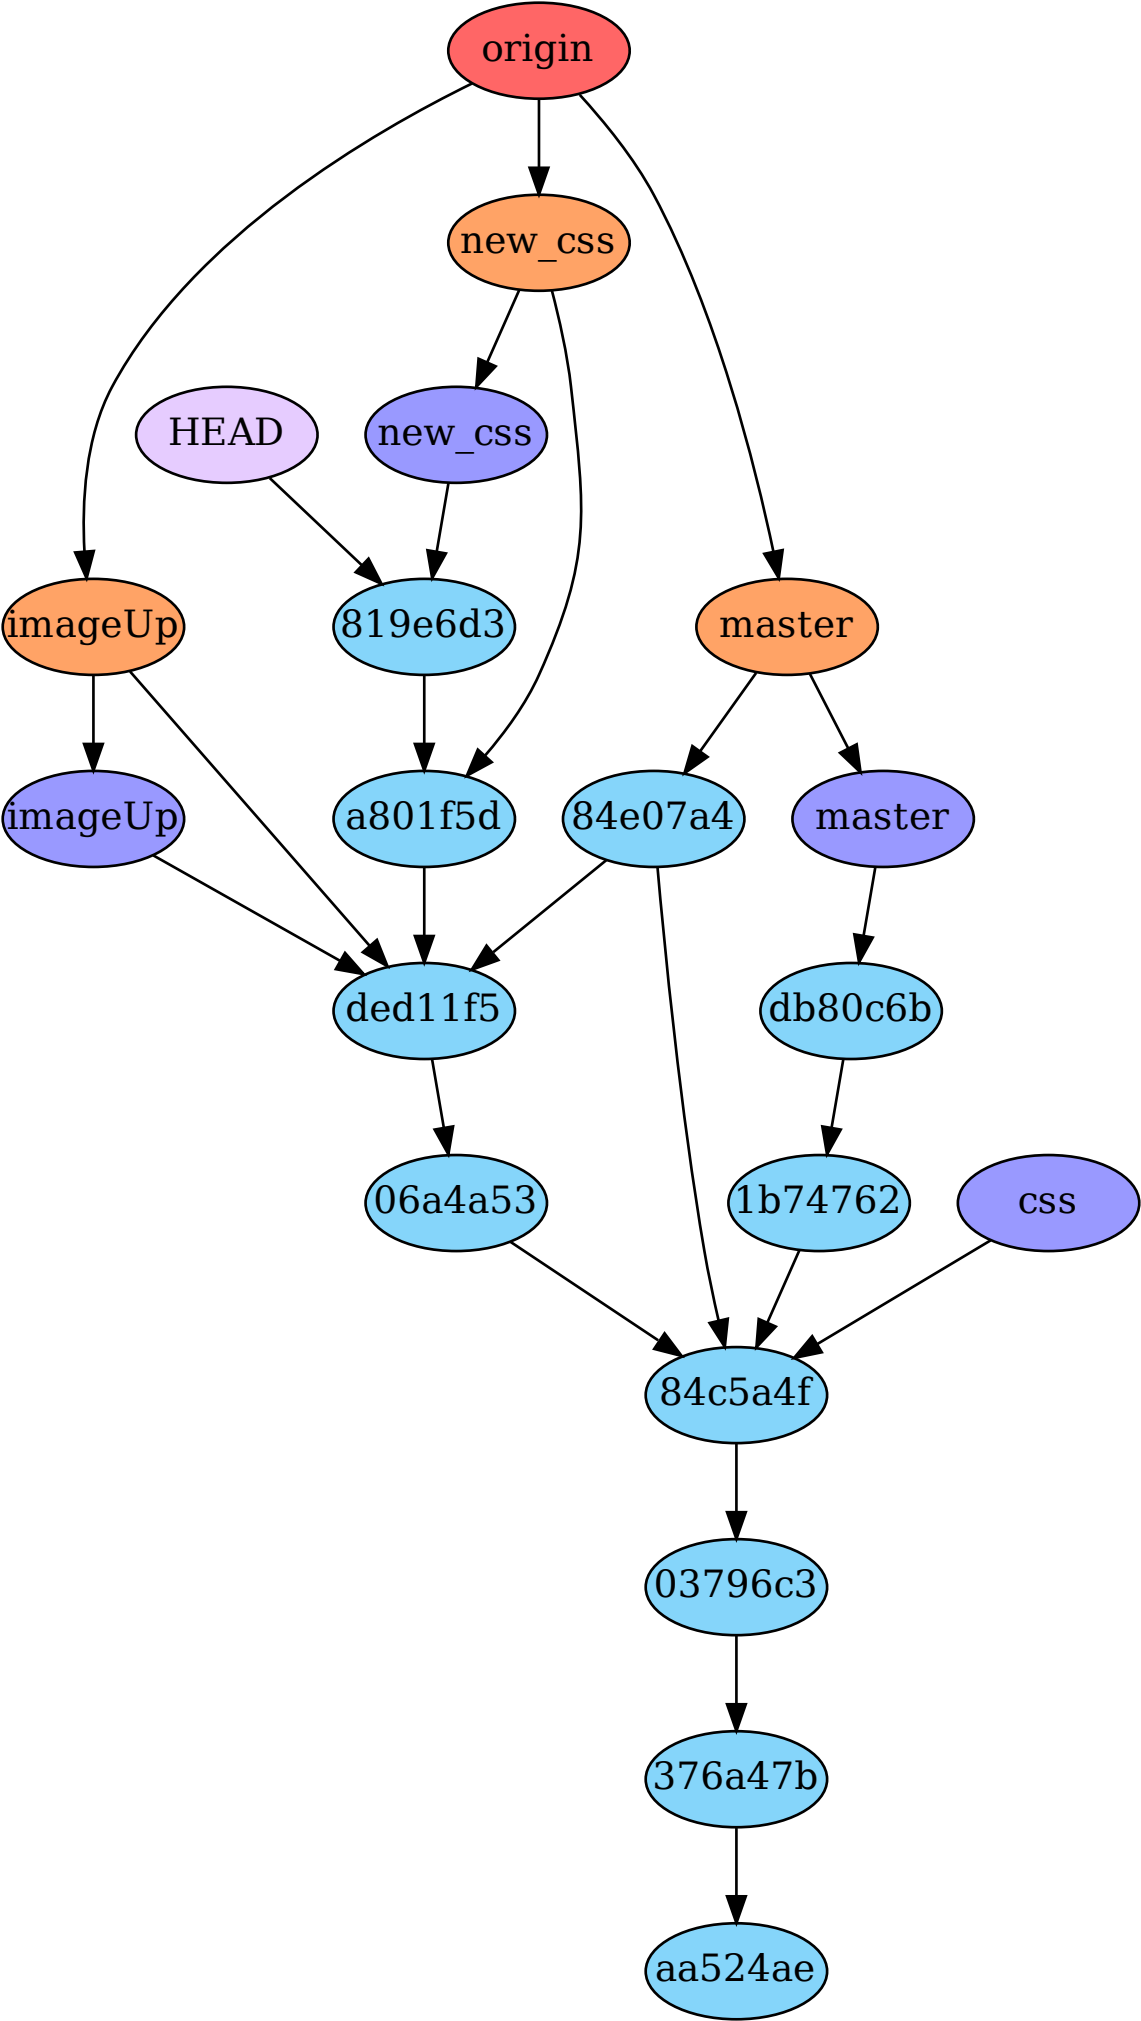 origin
new_css
HEAD
new_css
imageUp
819e6d3
master
imageUp
a801f5d
84e07a4
master
ded11f5
db80c6b
06a4a53
1b74762
css
84c5a4f
03796c3
376a47b
aa524ae